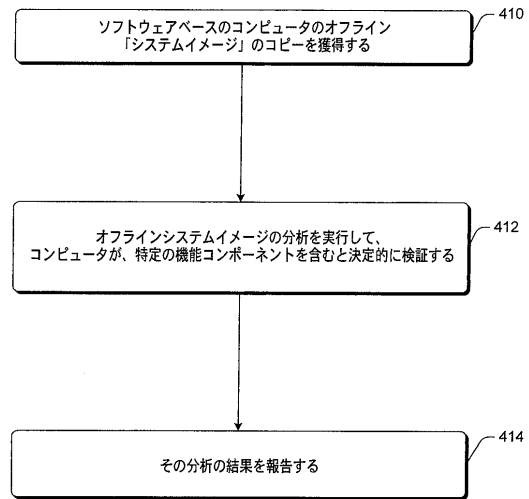 ソフトウェアベースのコンピュータのオフライン
「システムイメージ」のコピーを獲得する
410
オフラインシステムイメージの分析を実行して、
コンピュータが、特定の機能コンポーネントを含むと決定的に検証する
412
その分析の結果を報告する
414